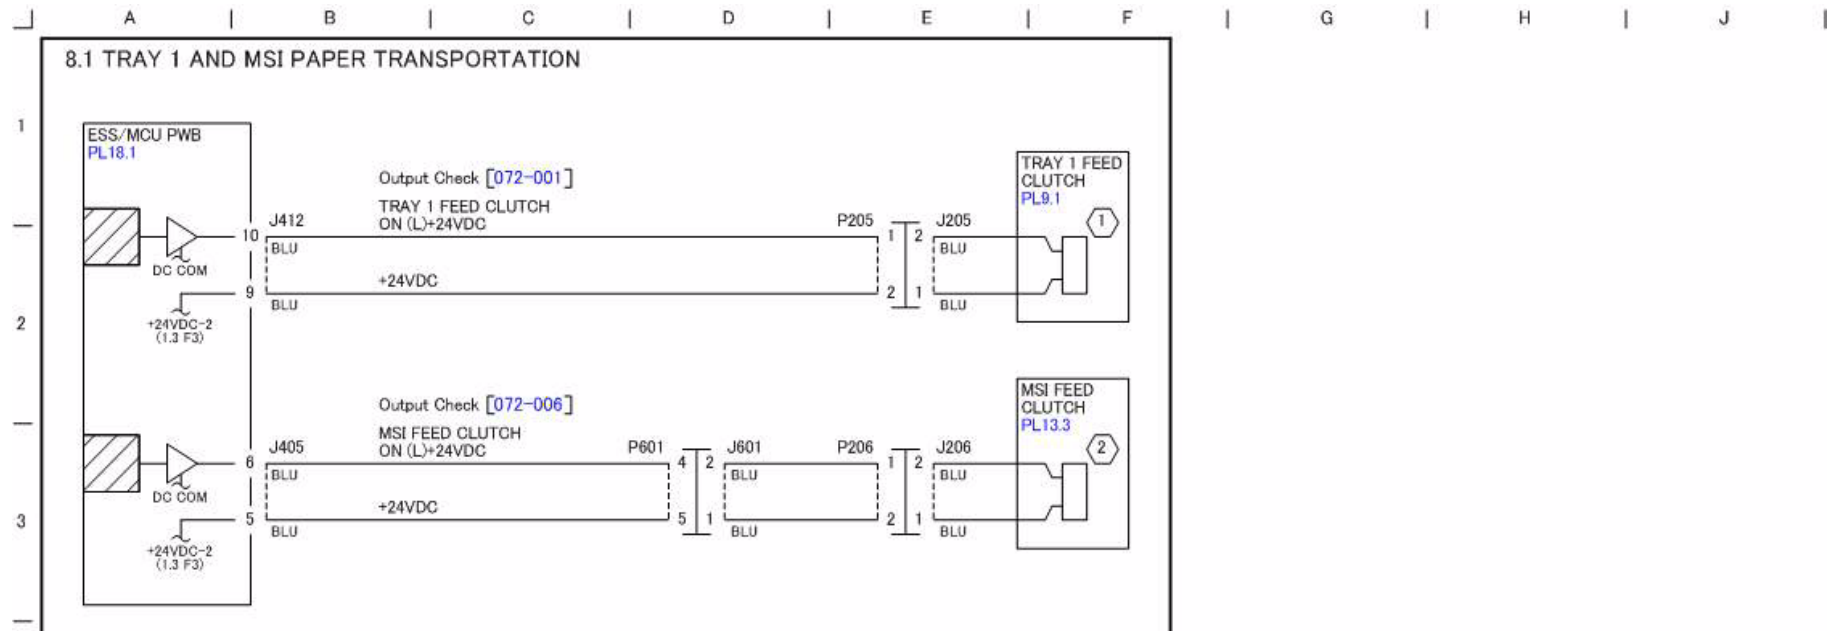 A | B | C | D | E | F | G | H | J |
8.1 TRAY 1 AND MSI PAPER TRANSPORTATION
1
ESS/MCU PWB
PL18.1
Output Check [072-001]
TRAY 1 FEED CLUTCH
ON (L)+24VDC
TRAY 1 FEED
CLUTCH
PL9.1
1
10 J412
P205 1 2 J205
BLU
BLU
DC COM
+24VDC
9
2 1
BLU
BLU
2
+24VDC-2
(1.3 F3)
Output Check [072-006]
MSI FEED CLUTCH
ON (L)+24VDC
MSI FEED
CLUTCH
PL13.3
2
6 J405
P601 4 2 J601
P206 1 2 J206
BLU
BLU
BLU
DC COM
+24VDC
3
5
5 1
2 1
BLU
BLU
BLU
+24VDC-2
(1.3 F3)